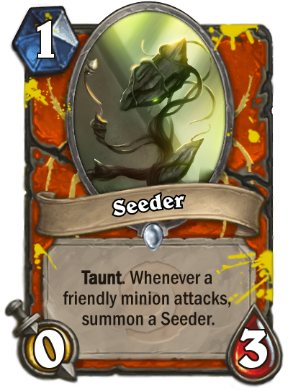 1
Seeder
Taunt. Whenever a
friendly minion attacks,
summon a Seeder.
0
3